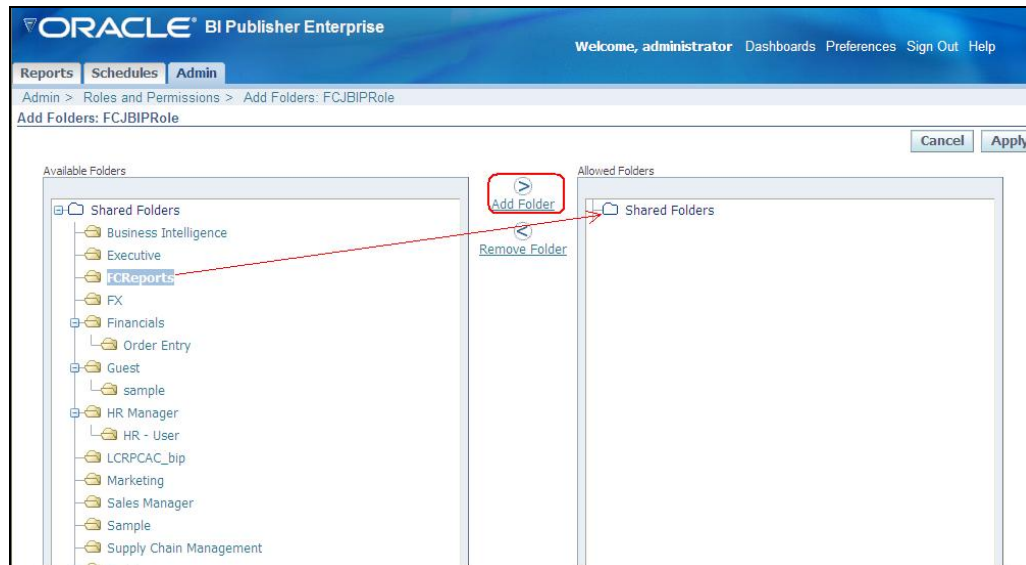 ORACLE BI Publisher Enterprise
Welcome, administrator Dashboards Preferences Sign Out Help
Reports Schedules Admin
Admin > Roles and Permissions > Add Folders: FCJBIPRole
Add Folders: FCJBIPRole
Cancel Apply
Available Folders
Shared Folders
Business Intelligence
Executive
FCReports
FX
Financials
Order Entry
Guest
sample
HR Manager
HR - User
LCRPCAC_bip
Marketing
Sales Manager
Sample
Supply Chain Management
Add Folder
Remove Folder
Allowed Folders
Shared Folders